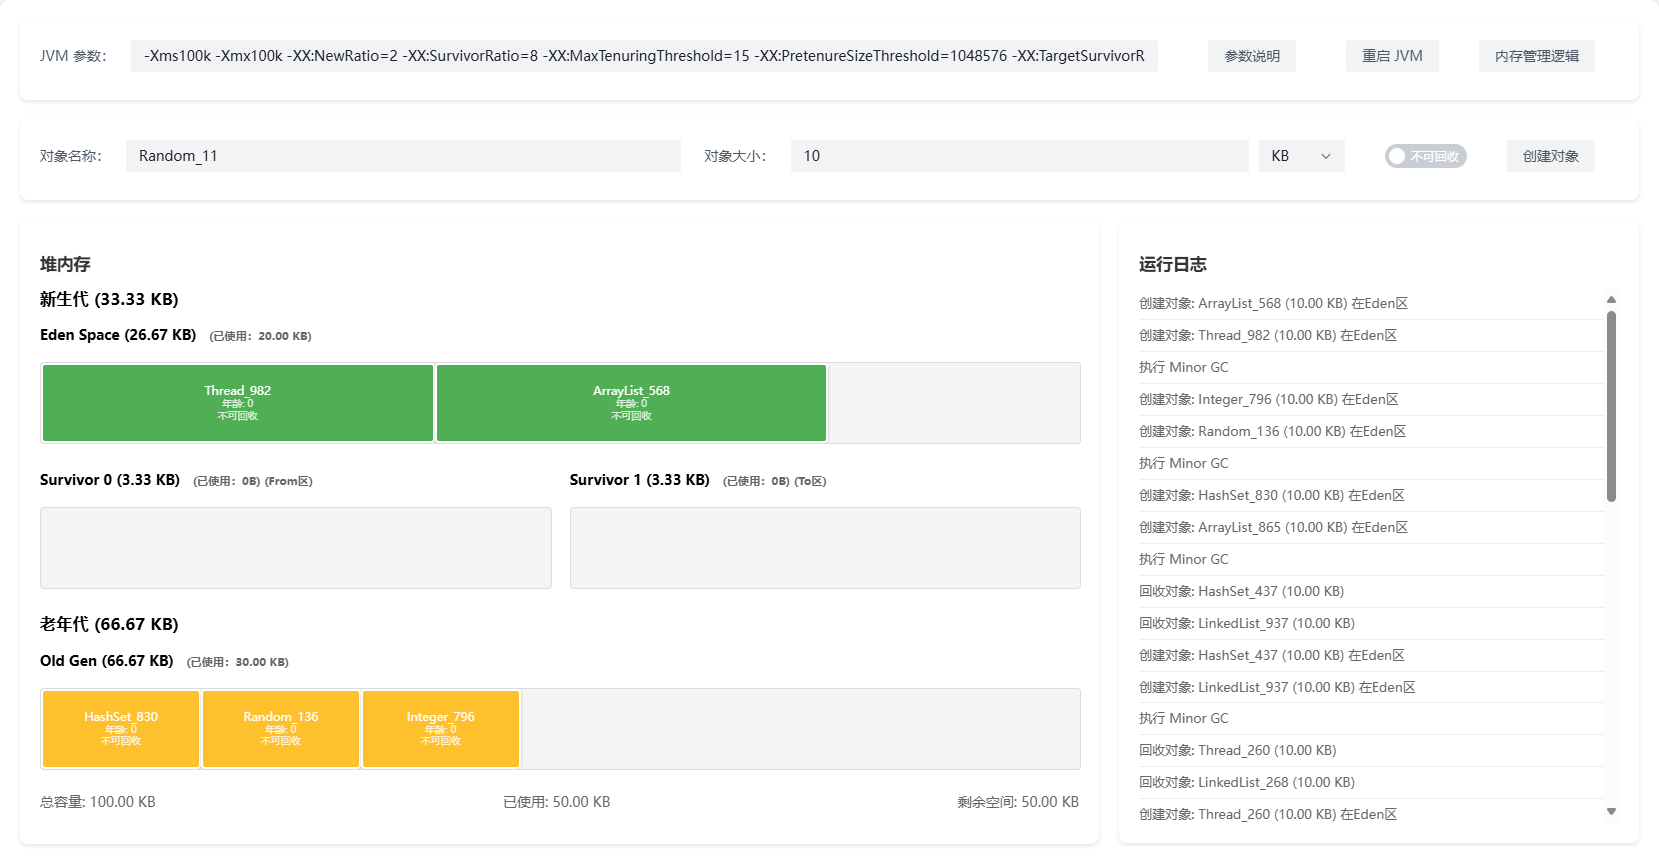 JVM 参数： -Xms100k -Xmx100k -XX:NewRatio=2 -XX:SurvivorRatio=8 -XX:MaxTenuringThreshold=15 -XX:PretenureSizeThreshold=1048576 -XX:TargetSurvivorR 参数说明 重启 JVM 内存管理逻辑
对象名称： Random_11 对象大小： 10 KB 不可回收 创建对象
堆内存
新生代 (33.33 KB)
Eden Space (26.67 KB) (已使用：20.00 KB)
Thread_982
年龄: 0
不可回收
ArrayList_568
年龄: 0
不可回收
Survivor 0 (3.33 KB) (已使用：0B) (From区)
Survivor 1 (3.33 KB) (已使用：0B) (To区)
老年代 (66.67 KB)
Old Gen (66.67 KB) (已使用：30.00 KB)
HashSet_830
年龄: 0
不可回收
Random_136
年龄: 0
不可回收
Integer_796
年龄: 0
不可回收
总容量: 100.00 KB 已使用: 50.00 KB 剩余空间: 50.00 KB
运行日志
创建对象: ArrayList_568 (10.00 KB) 在Eden区
创建对象: Thread_982 (10.00 KB) 在Eden区
执行 Minor GC
创建对象: Integer_796 (10.00 KB) 在Eden区
创建对象: Random_136 (10.00 KB) 在Eden区
执行 Minor GC
创建对象: HashSet_830 (10.00 KB) 在Eden区
创建对象: ArrayList_865 (10.00 KB) 在Eden区
执行 Minor GC
回收对象: HashSet_437 (10.00 KB)
回收对象: LinkedList_937 (10.00 KB)
创建对象: HashSet_437 (10.00 KB) 在Eden区
创建对象: LinkedList_937 (10.00 KB) 在Eden区
执行 Minor GC
回收对象: Thread_260 (10.00 KB)
回收对象: LinkedList_268 (10.00 KB)
创建对象: Thread_260 (10.00 KB) 在Eden区